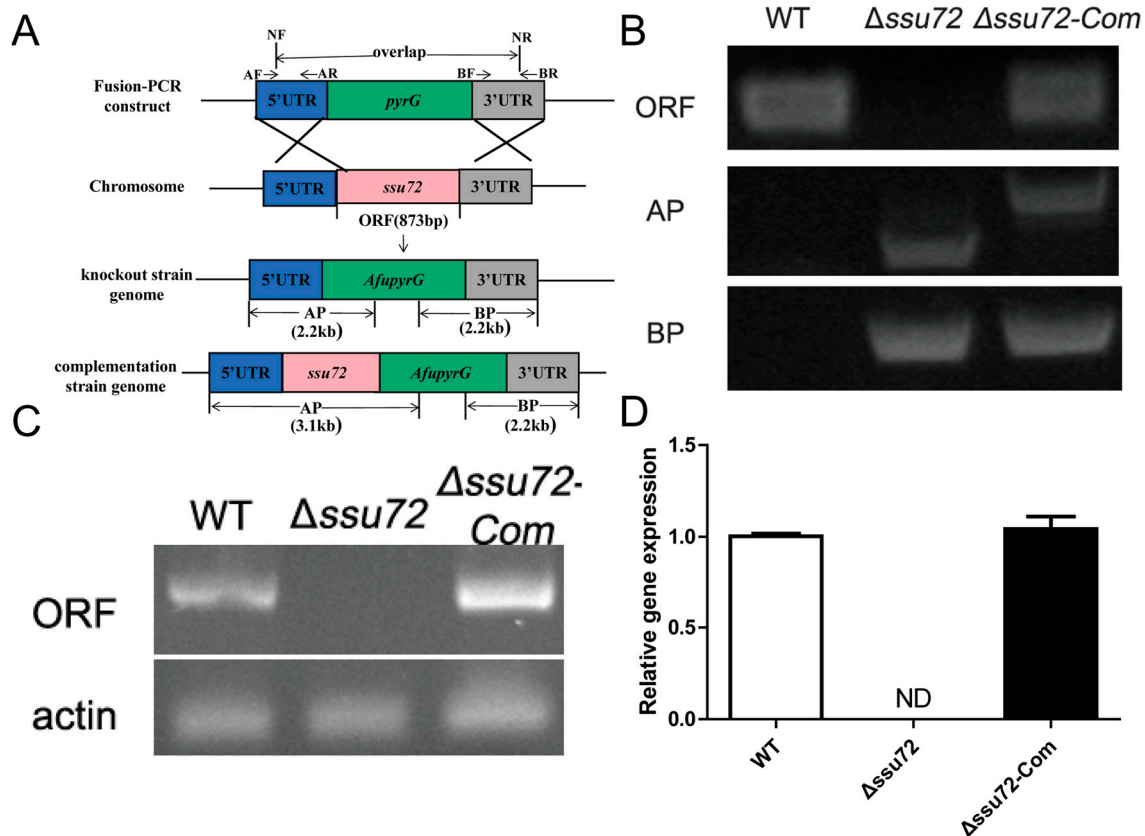 A
NF
NR
overlap
AF
AR
BF
BR
Fusion-PCR
construct
5'UTR
pyrG
3'UTR
Chromosome
5'UTR
ssu72
3'UTR
ORF(873bp)
knockout strain
genome
5'UTR
AfupyrG
3'UTR
AP
(2.2kb)
BP
(2.2kb)
complementation
strain genome
5'UTR
ssu72
AfupyrG
3'UTR
AP
(3.1kb)
BP
(2.2kb)
B
WT
Δssu72
Δssu72-Com
ORF
AP
BP
C
WT
Δssu72
Δssu72-
Com
ORF
actin
D
Relative gene expression
1.5
1.0
0.5
0.0
ND
WT
Δssu72
Δssu72-Com